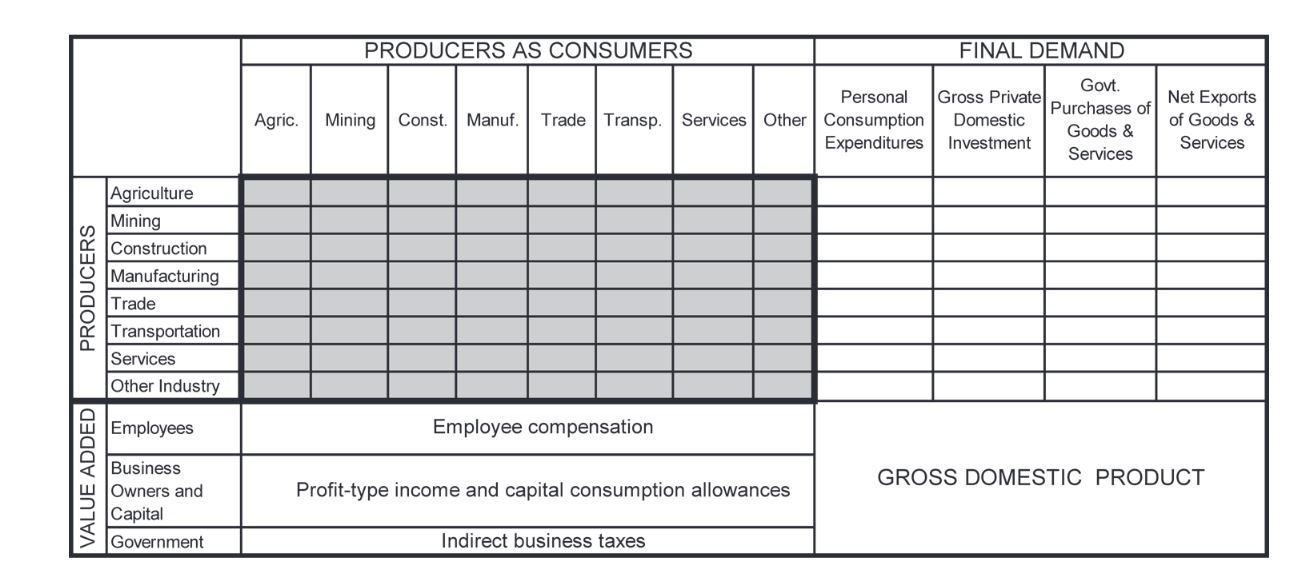 PRODUCERS AS CONSUMERS
FINAL DEMAND
Agric.
Mining
Const.
Manuf.
Trade
Transp.
Services
Other
Personal
Consumption
Expenditures
Gross Private
Domestic
Investment
Govt.
Purchases of
Goods &
Services
Net Exports
of Goods &
Services
PRODUCERS
Agriculture
Mining
Construction
Manufacturing
Trade
Transportation
Services
Other Industry
VALUE ADDED
Employees
Employee compensation
Business
Owners and
Capital
Profit-type income and capital consumption allowances
Government
Indirect business taxes
GROSS DOMESTIC PRODUCT